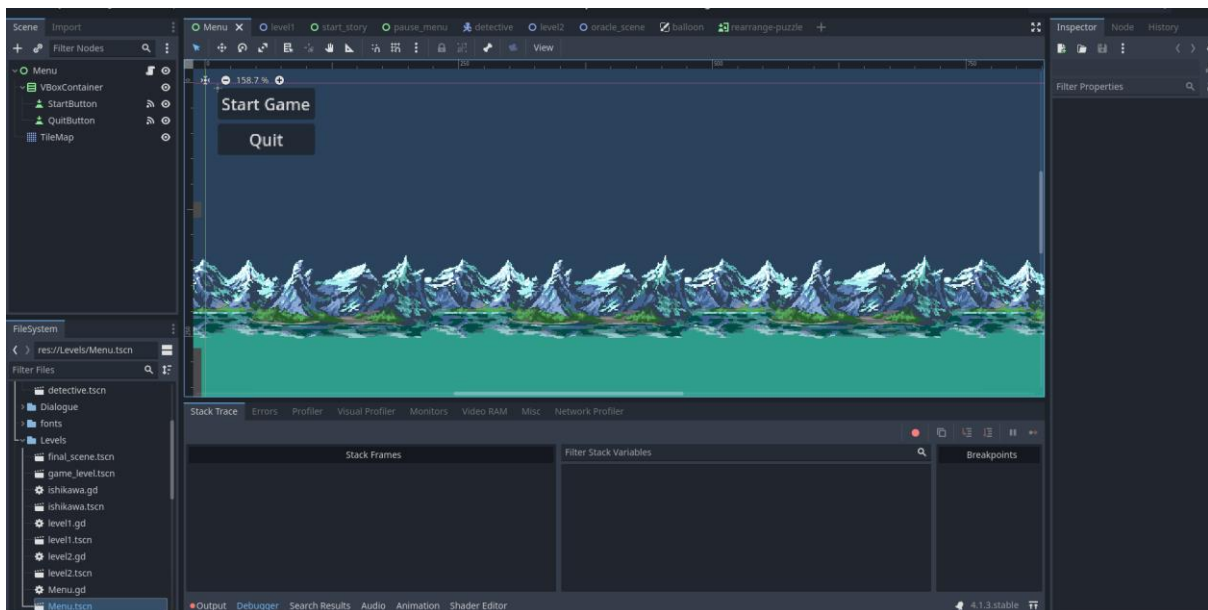 Scene Import
Menu level1 start_story pause_menu detective level2 oracle_scene balloon rearrange-puzzle
Inspector Node History
Filter Nodes
View
Menu
VBoxContainer
StartButton
QuitButton
TileMap
250 500 750
158.7 %
Start Game
Quit
Filter Properties
FileSystem
res://Levels/Menu.tscn
Filter Files
detective.tscn
Dialogue
fonts
Levels
final_scene.tscn
game_level.tscn
ishikawa.gd
ishikawa.tscn
level1.gd
level1.tscn
level2.gd
level2.tscn
Menu.gd
Menu.tscn
Stack Trace Errors Profiler Visual Profiler Monitors Video RAM Misc Network Profiler
Stack Frames
Filter Stack Variables
Breakpoints
Output Debugger Search Results Audio Animation Shader Editor
4.1.3.stable